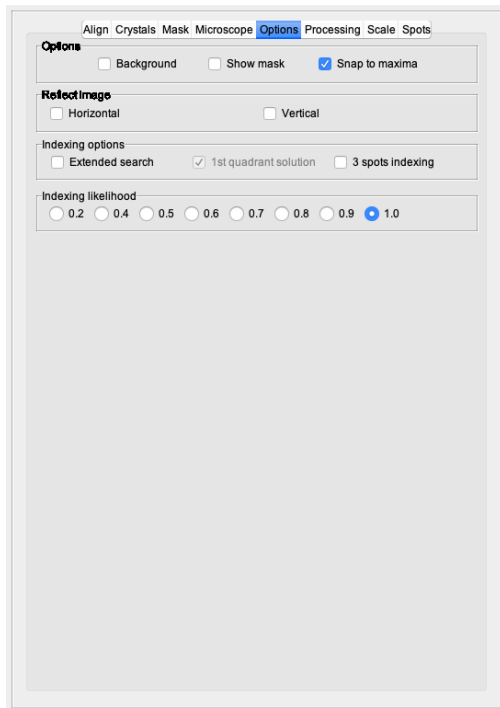 Align Crystals Mask Microscope Options Processing Scale Spots
Options
Background Show mask Snap to maxima
Reflect image
Horizontal Vertical
Indexing options
Extended search 1st quadrant solution 3 spots indexing
Indexing likelihood
0.2 0.4 0.5 0.6 0.7 0.8 0.9 1.0